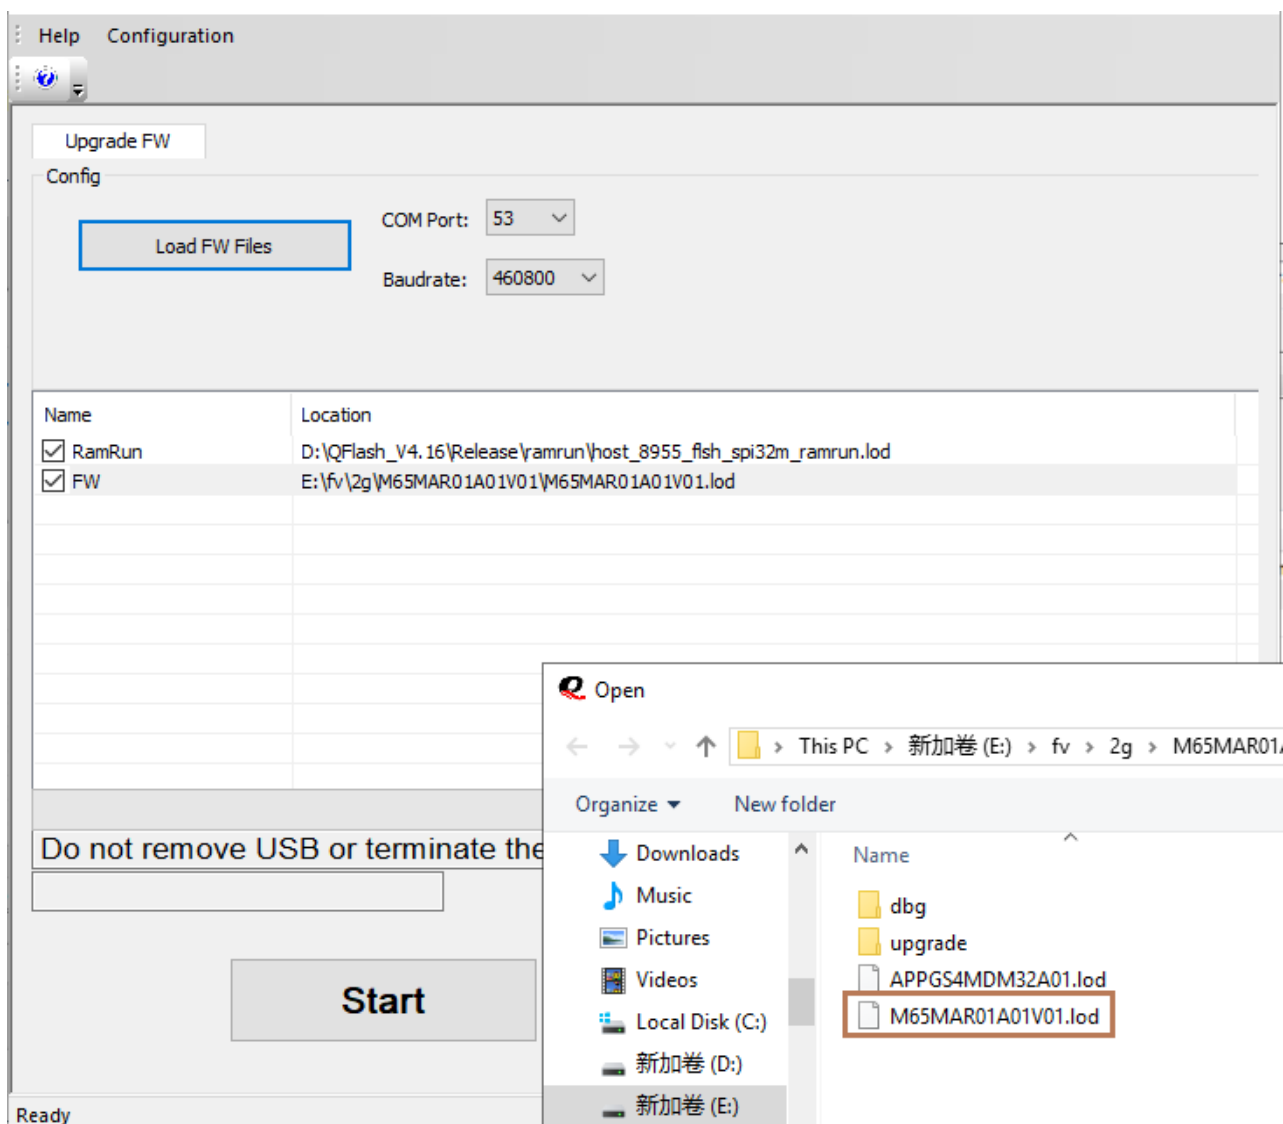 Help Configuration
Upgrade FW
Config
Load FW Files
COM Port: 53
Baudrate: 460800
Name Location
RamRun D:\QFlash_V4.16\Release\ramrun\host_8955_flsh_spi32m_ramrun.lod
FW E:\fv\2g\M65MAR01A01V01\M65MAR01A01V01.lod
Do not remove USB or terminate the
Start
Ready
Open
This PC > 新加卷 (E:) > fv > 2g > M65MAR01
Organize New folder
Downloads
Music
Pictures
Videos
Local Disk (C:)
新加卷 (D:)
新加卷 (E:)
Name
dbg
upgrade
APPGS4MDM32A01.lod
M65MAR01A01V01.lod